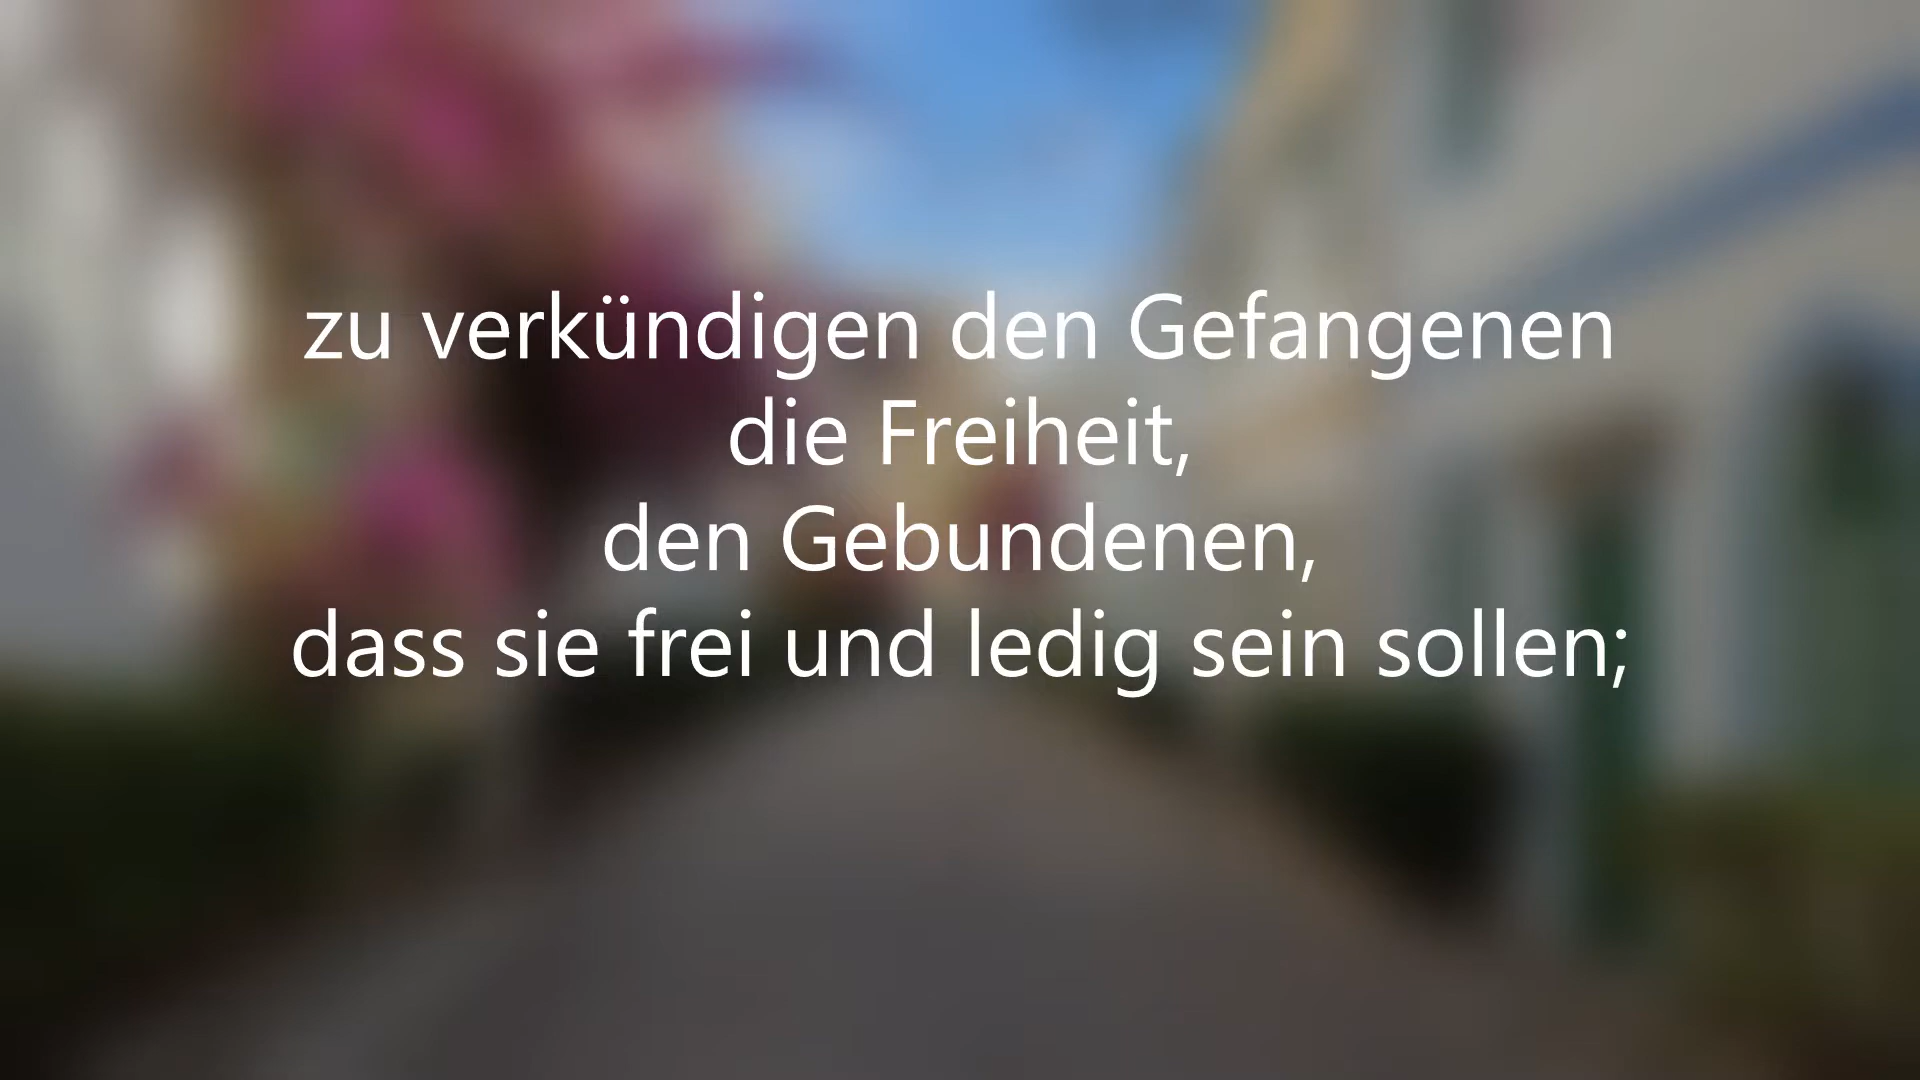 zu verkündigen den Gefangenen
die Freiheit,
den Gebundenen,
dass sie frei und ledig sein sollen;